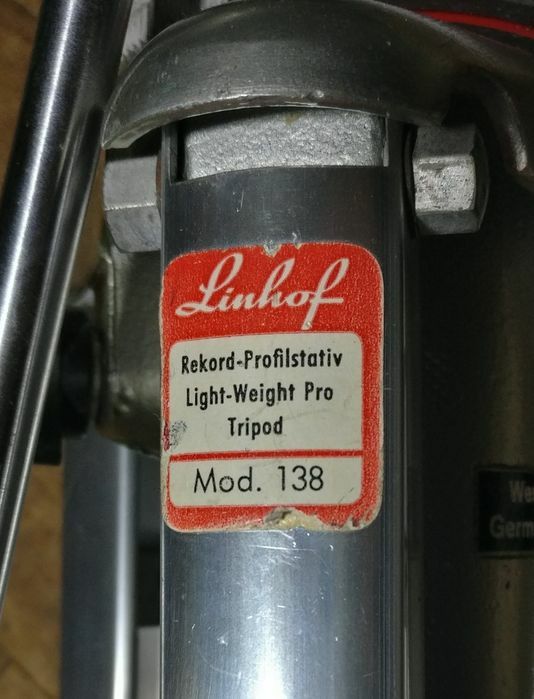 Linhof
Rekord-Profilstativ
Light-Weight Pro
Tripod
Mod. 138